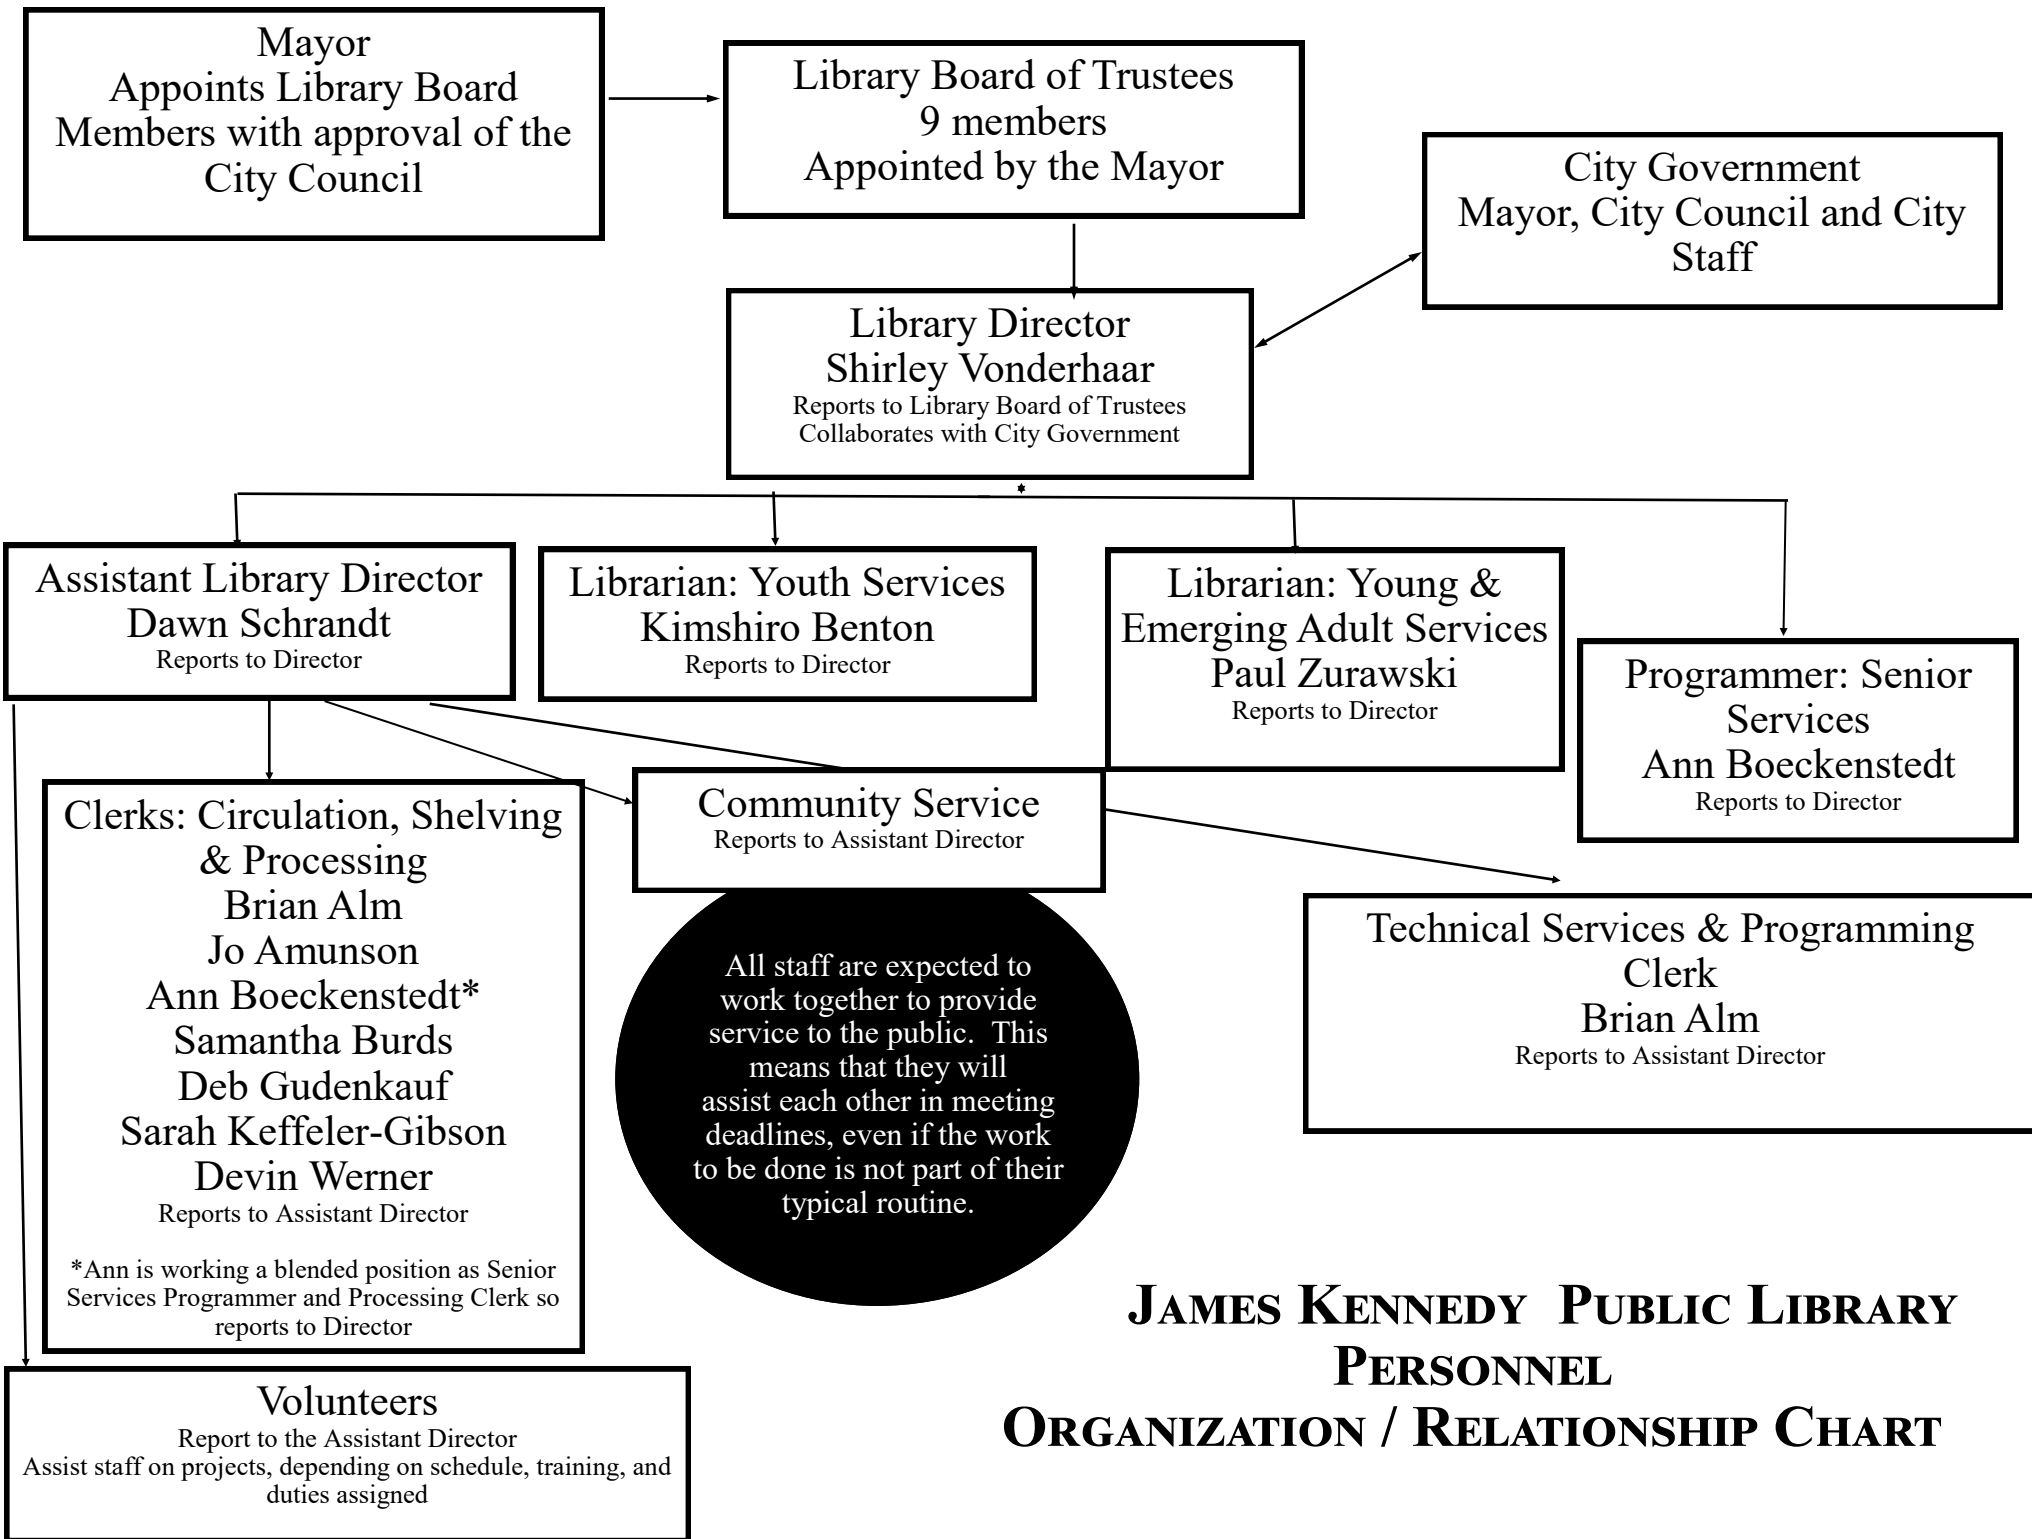 Mayor
Appoints Library Board
Members with approval of the
City Council
Library Board of Trustees
9 members
Appointed by the Mayor
City Government
Mayor, City Council and City
Staff
Library Director
Shirley Vonderhaar
Reports to Library Board of Trustees
Collaborates with City Government
Assistant Library Director
Dawn Schrandt
Reports to Director
Librarian: Youth Services
Kimshiro Benton
Reports to Director
Librarian: Young &
Emerging Adult Services
Paul Zurawski
Reports to Director
Programmer: Senior
Services
Ann Boeckenstedt
Reports to Director
Clerks: Circulation, Shelving
& Processing
Brian Alm
Jo Amunson
Ann Boeckenstedt*
Samantha Burds
Deb Gudenkauf
Sarah Keffeler-Gibson
Devin Werner
Reports to Assistant Director
*Ann is working a blended position as Senior
Services Programmer and Processing Clerk so
reports to Director
Community Service
Reports to Assistant Director
All staff are expected to
work together to provide
service to the public.  This
means that they will
assist each other in meeting
deadlines, even if the work
to be done is not part of their
typical routine.
Technical Services & Programming
Clerk
Brian Alm
Reports to Assistant Director
Volunteers
Report to the Assistant Director
Assist staff on projects, depending on schedule, training, and
duties assigned
James Kennedy  Public Library
Personnel
Organization / Relationship Chart